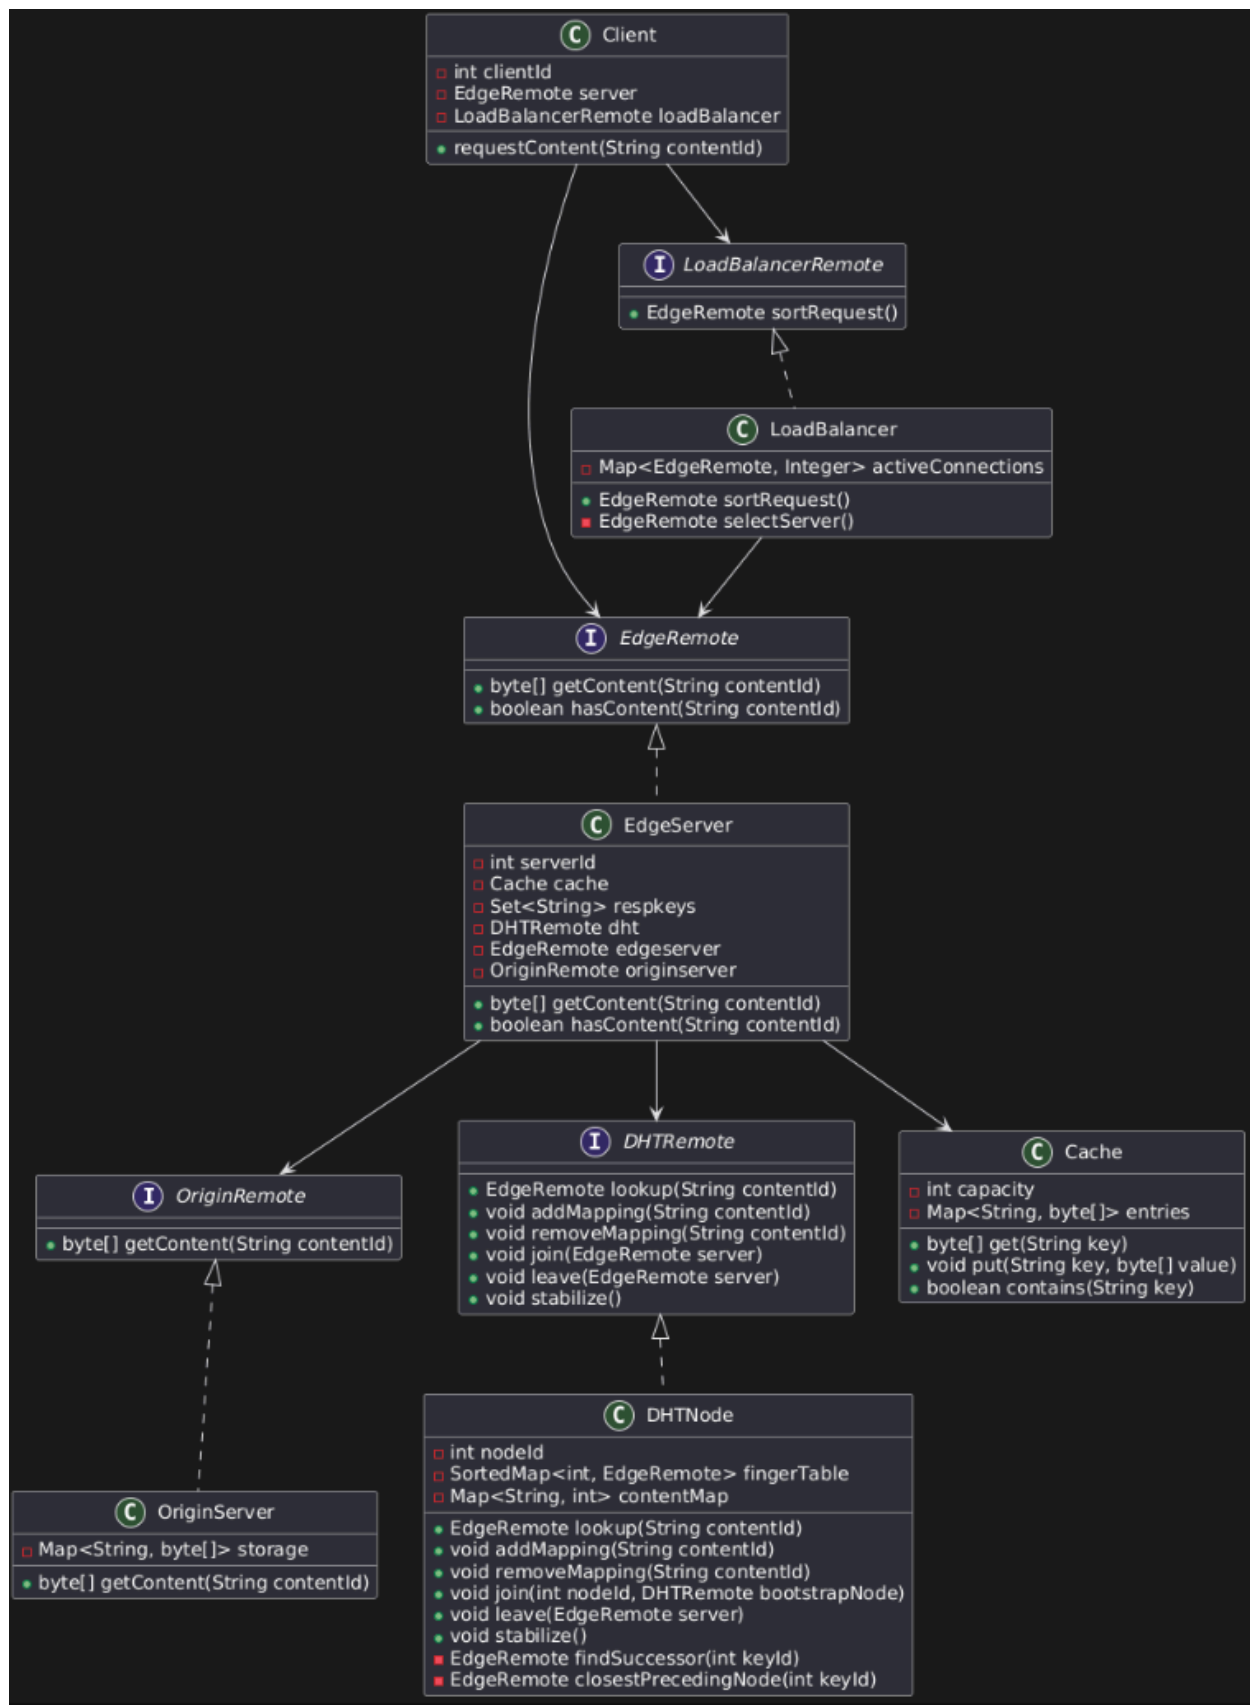 C Client
int clientId
EdgeRemote server
LoadBalancerRemote loadBalancer
requestContent(String contentId)
I LoadBalancerRemote
EdgeRemote sortRequest()
C LoadBalancer
Map<EdgeRemote, Integer> activeConnections
EdgeRemote sortRequest()
EdgeRemote selectServer()
I EdgeRemote
byte[] getContent(String contentId)
boolean hasContent(String contentId)
C EdgeServer
int serverId
Cache cache
Set<String> respkeys
DHTRemote dht
EdgeRemote edgeserver
OriginRemote originserver
byte[] getContent(String contentId)
boolean hasContent(String contentId)
I OriginRemote
byte[] getContent(String contentId)
I DHTRemote
EdgeRemote lookup(String contentId)
void addMapping(String contentId)
void removeMapping(String contentId)
void join(EdgeRemote server)
void leave(EdgeRemote server)
void stabilize()
C Cache
int capacity
Map<String, byte[]> entries
byte[] get(String key)
void put(String key, byte[] value)
boolean contains(String key)
C OriginServer
Map<String, byte[]> storage
byte[] getContent(String contentId)
C DHTNode
int nodeId
SortedMap<int, EdgeRemote> fingerTable
Map<String, int> contentMap
EdgeRemote lookup(String contentId)
void addMapping(String contentId)
void removeMapping(String contentId)
void join(int nodeId, DHTRemote bootstrapNode)
void leave(EdgeRemote server)
void stabilize()
EdgeRemote findSuccessor(int keyId)
EdgeRemote closestPrecedingNode(int keyId)